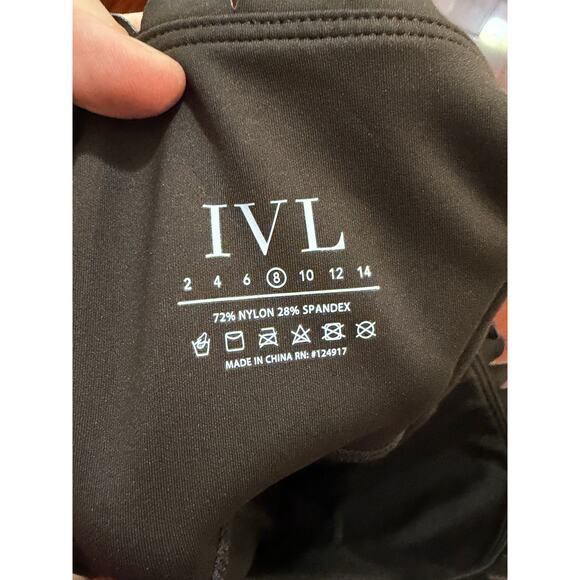 IVL
2 4 6 8 10 12 14
72% NYLON 28% SPANDEX
MADE IN CHINA RN: #124917